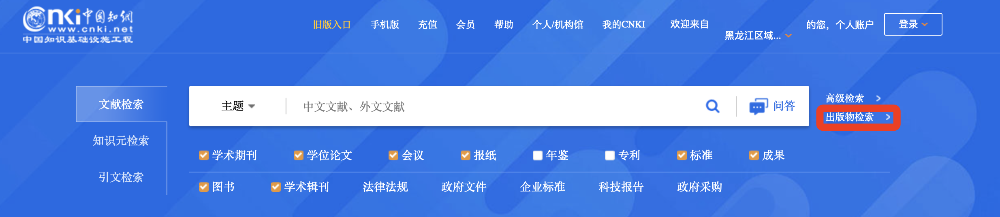 cnki中国知网
www.cnki.net
中国知识基础设施工程
旧版入口 手机版 充值 会员 帮助 个人/机构馆 我的CNKI 欢迎来自 黑龙江区域... 的您，个人账户 登录
文献检索
知识元检索
引文检索
主题 中文文献、外文文献 问答
高级检索 >
出版物检索 >
学术期刊 学位论文 会议 报纸 年鉴 专利 标准 成果
图书 学术辑刊 法律法规 政府文件 企业标准 科技报告 政府采购